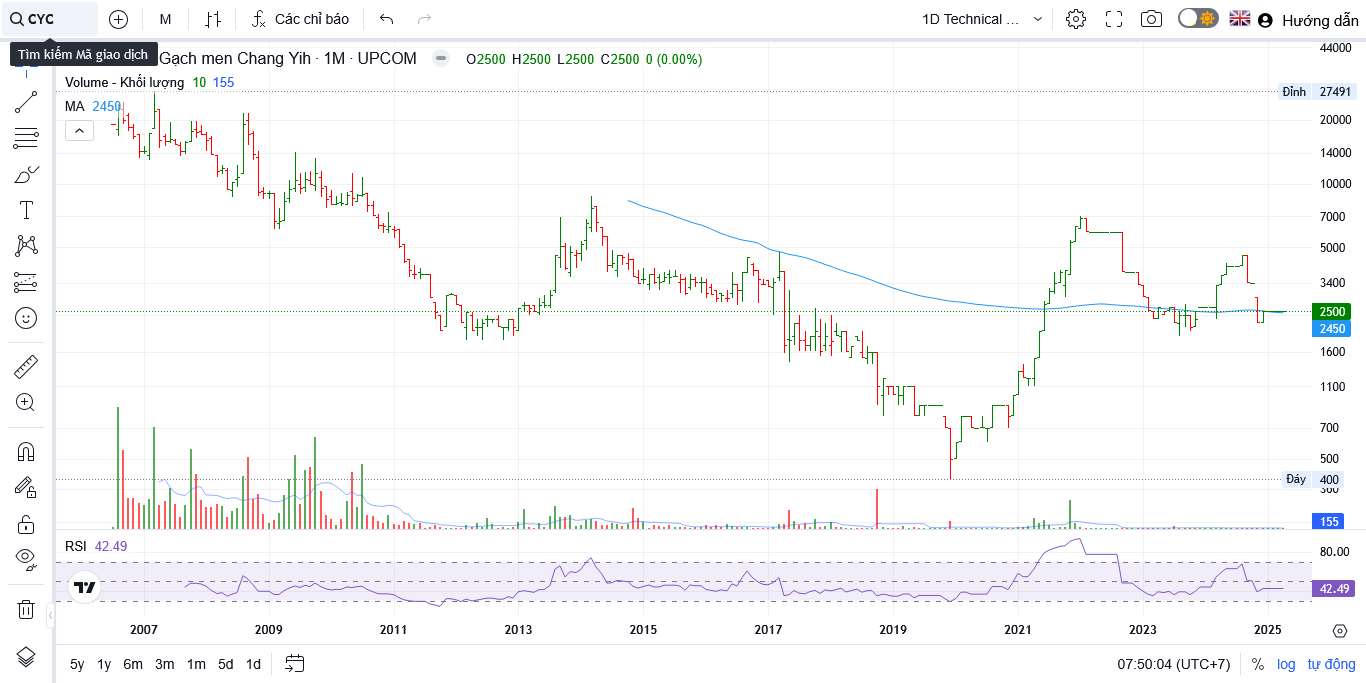 CYC M Các chỉ báo 1D Technical ... Hướng dẫn
Tìm kiếm Mã giao dịch
Gạch men Chang Yih · 1M · UPCOM O2500 H2500 L2500 C2500 0 (0.00%)
Volume - Khối lượng 10 155
MA 2450
44000
Đỉnh 27491
20000
14000
10000
7000
5000
3400
2500
2450
1600
1100
700
500
Đáy 400
300
155
RSI 42.49
80.00
42.49
2007 2009 2011 2013 2015 2017 2019 2021 2023 2025
5y 1y 6m 3m 1m 5d 1d 07:50:04 (UTC+7) % log tự động